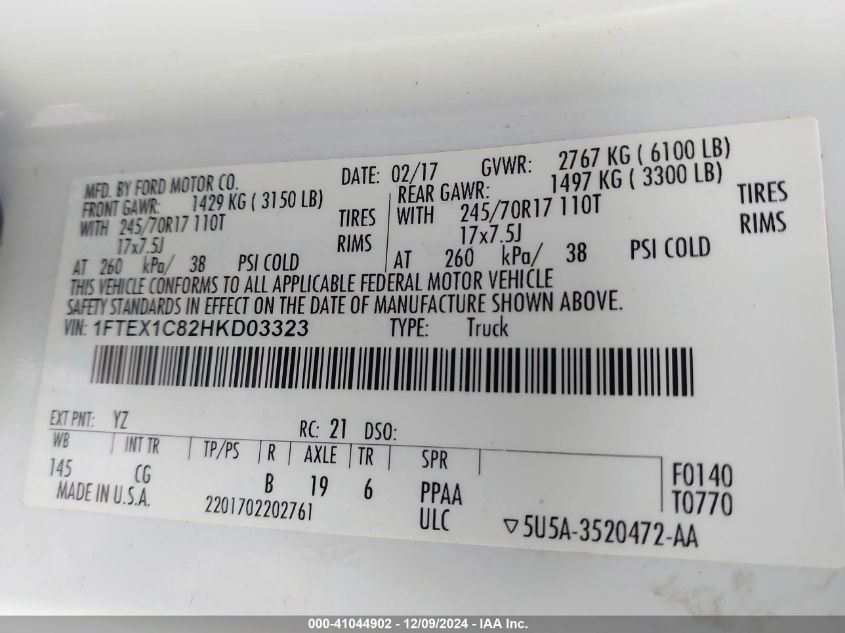 MFD. BY FORD MOTOR CO. DATE: 02/17 GVWR: 2767 KG ( 6100 LB)
FRONT GAWR: 1429 KG ( 3150 LB) REAR GAWR: 1497 KG ( 3300 LB)
WITH 245/70R17 110T TIRES WITH 245/70R17 110T TIRES
17x7.5J RIMS 17x7.5J RIMS
AT 260 kPa/ 38 PSI COLD AT 260 kPa/ 38 PSI COLD
THIS VEHICLE CONFORMS TO ALL APPLICABLE FEDERAL MOTOR VEHICLE
SAFETY STANDARDS IN EFFECT ON THE DATE OF MANUFACTURE SHOWN ABOVE.
VIN: 1FTEX1C82HKD03323 TYPE: Truck
EXT PNT: YZ RC: 21 DSO:
WB INT TR TP/PS R AXLE TR SPR
145 CG B 19 6 PPAA F0140
MADE IN U.S.A. 2201702202761 ULC T0770
▽5U5A-3520472-AA
000-41044902 - 12/09/2024 - IAA Inc.